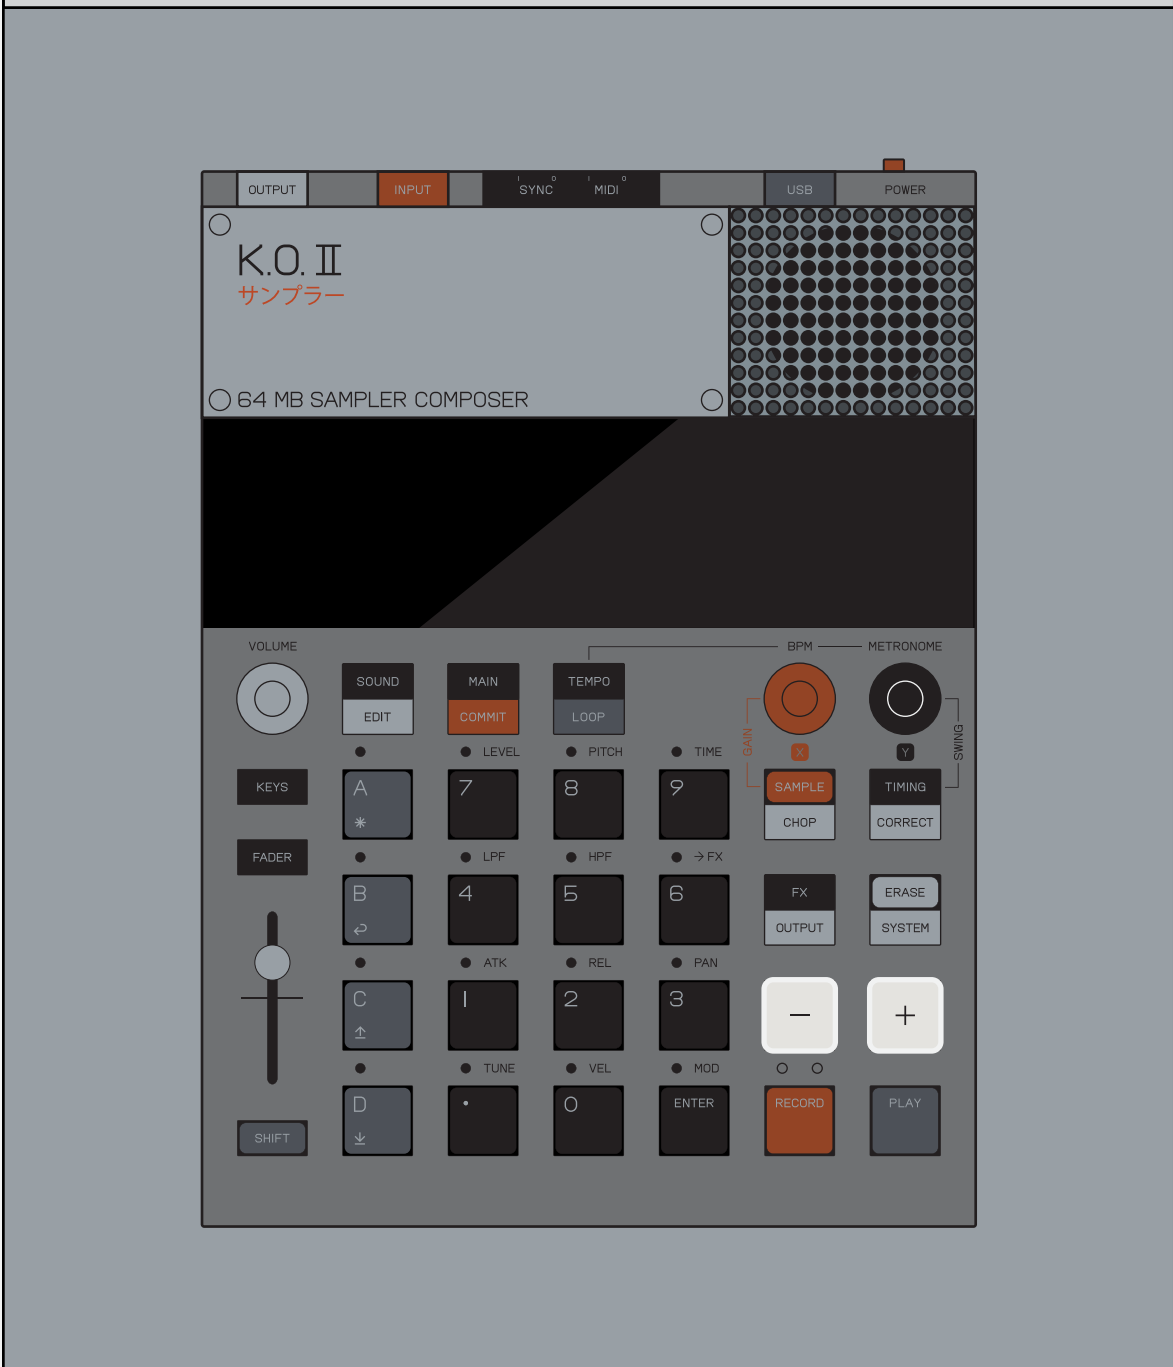 OUTPUT INPUT SYNC MIDI USB POWER
I O I O
K.O. II
サンプラー
64 MB SAMPLER COMPOSER
VOLUME BPM METRONOME
SOUND MAIN TEMPO
EDIT COMMIT LOOP
GAIN SWING
LEVEL PITCH TIME X Y
KEYS A 7 8 9 SAMPLE TIMING
* CHOP CORRECT
FADER LPF HPF →FX
B 4 5 6 FX ERASE
↩ OUTPUT SYSTEM
ATK REL PAN
C 1 2 3 − +
↥
TUNE VEL MOD
D . 0 ENTER RECORD PLAY
SHIFT ↧